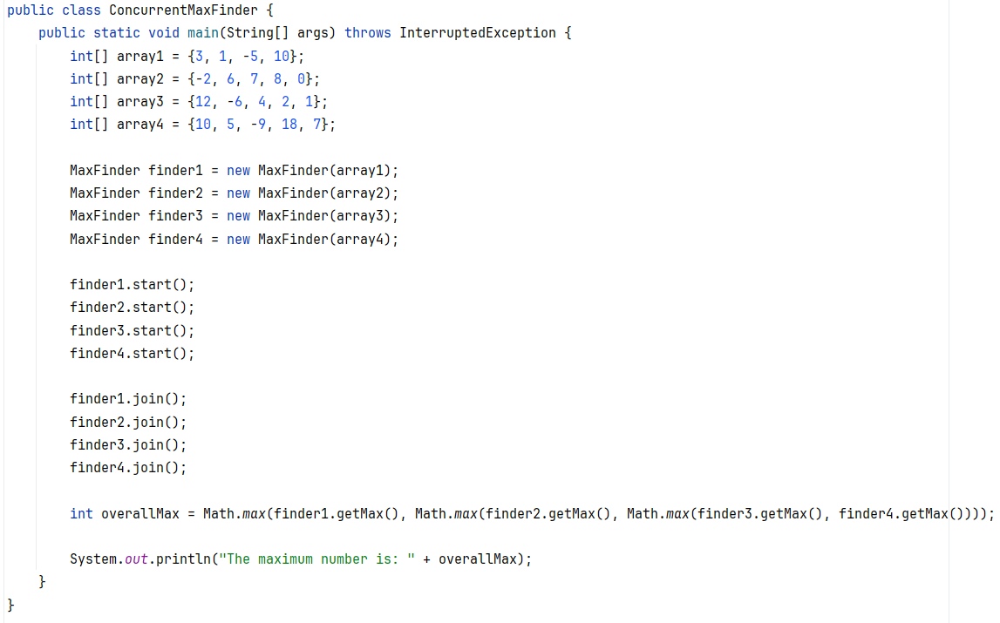 public class ConcurrentMaxFinder {
    public static void main(String[] args) throws InterruptedException {
        int[] array1 = {3, 1, -5, 10};
        int[] array2 = {-2, 6, 7, 8, 0};
        int[] array3 = {12, -6, 4, 2, 1};
        int[] array4 = {10, 5, -9, 18, 7};

        MaxFinder finder1 = new MaxFinder(array1);
        MaxFinder finder2 = new MaxFinder(array2);
        MaxFinder finder3 = new MaxFinder(array3);
        MaxFinder finder4 = new MaxFinder(array4);

        finder1.start();
        finder2.start();
        finder3.start();
        finder4.start();

        finder1.join();
        finder2.join();
        finder3.join();
        finder4.join();

        int overallMax = Math.max(finder1.getMax(), Math.max(finder2.getMax(), Math.max(finder3.getMax(), finder4.getMax())));

        System.out.println("The maximum number is: " + overallMax);
    }
}